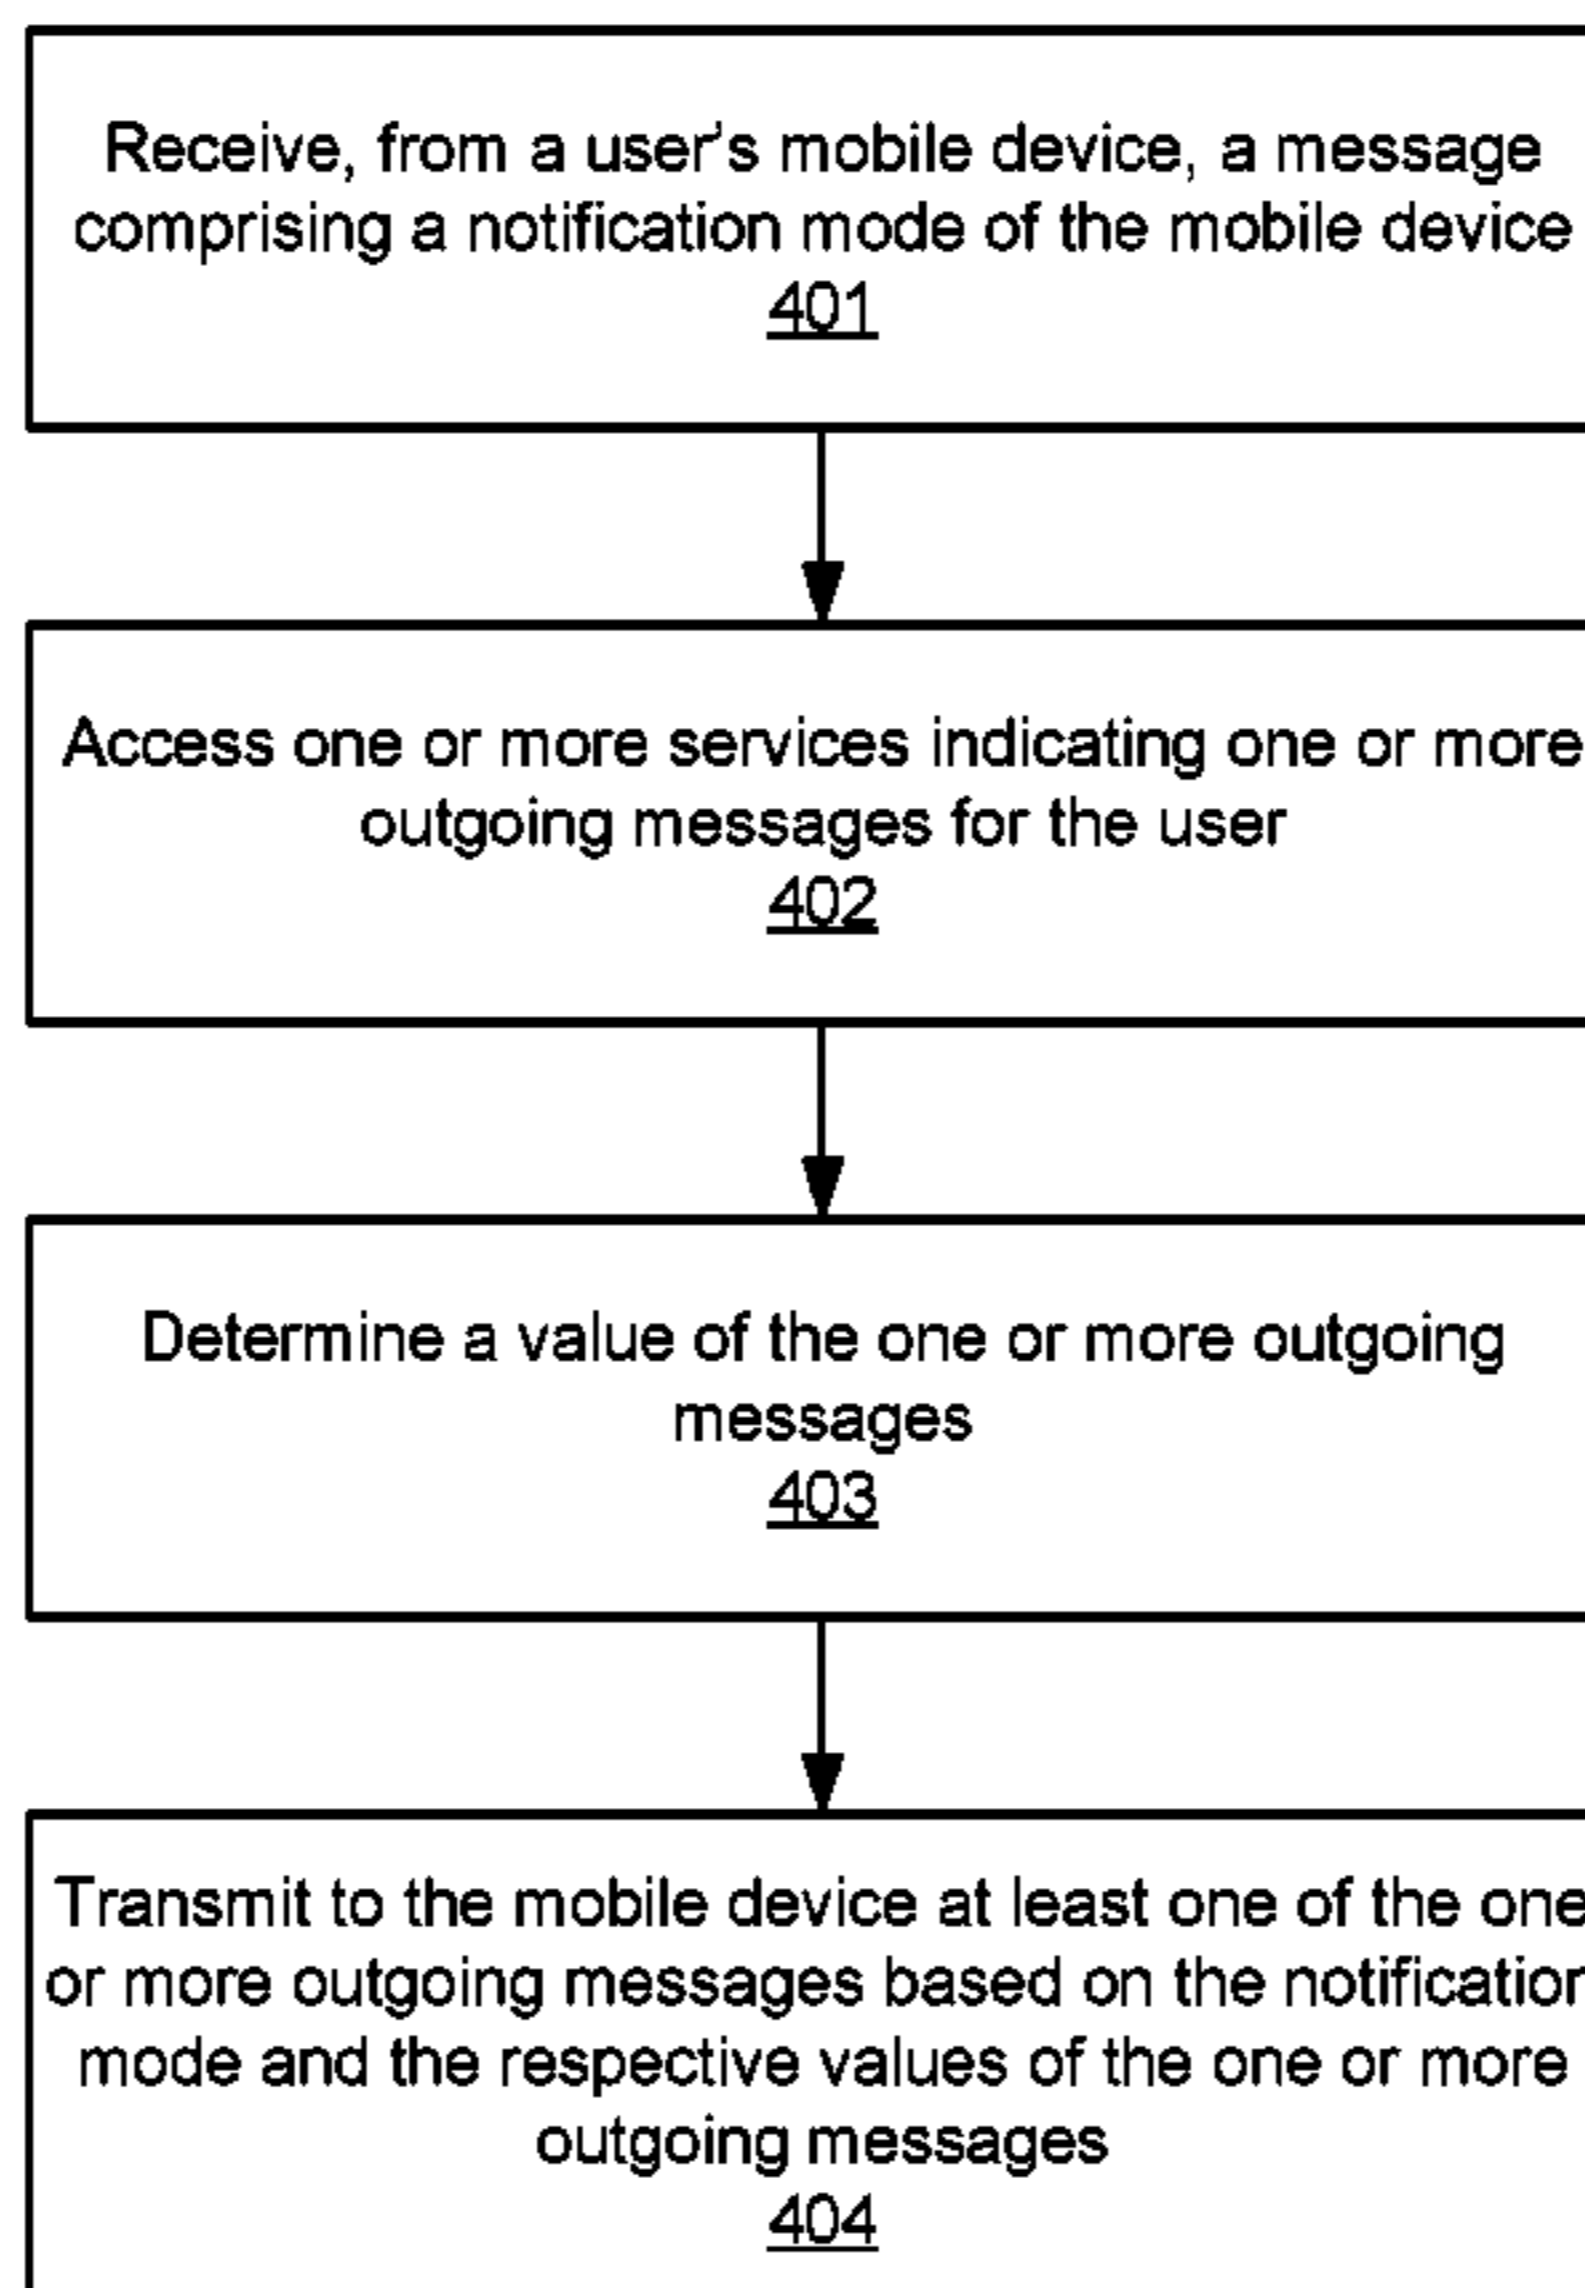 Receive, from a user's mobile device, a message
comprising a notification mode of the mobile device
401
Access one or more services indicating one or more
outgoing messages for the user
402
Determine a value of the one or more outgoing
messages
403
Transmit to the mobile device at least one of the one
or more outgoing messages based on the notification
mode and the respective values of the one or more
outgoing messages
404